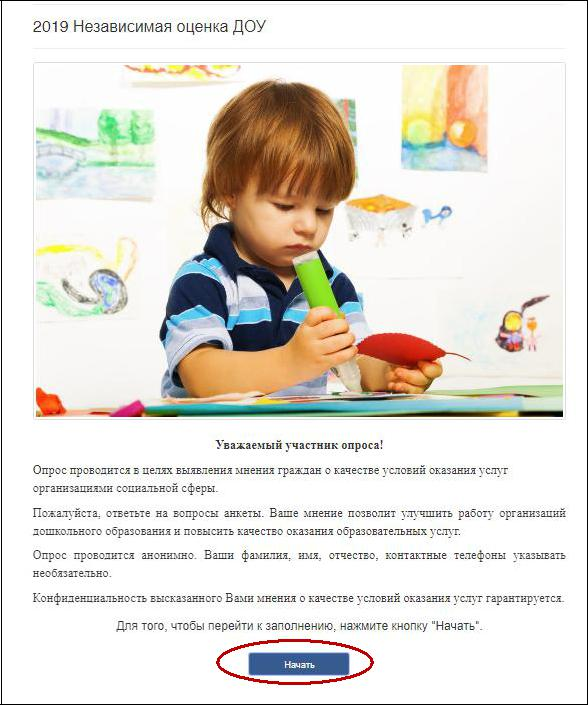 2019 Независимая оценка ДОУ
Уважаемый участник опроса!
Опрос проводится в целях выявления мнения граждан о качестве условий оказания услуг
организациями социальной сферы.
Пожалуйста, ответьте на вопросы анкеты. Ваше мнение позволит улучшить работу организаций
дошкольного образования и повысить качество оказания образовательных услуг.
Опрос проводится анонимно. Ваши фамилия, имя, отчество, контактные телефоны указывать
необязательно.
Конфиденциальность высказанного Вами мнения о качестве условий оказания услуг гарантируется.
Для того, чтобы перейти к заполнению, нажмите кнопку "Начать".
Начать